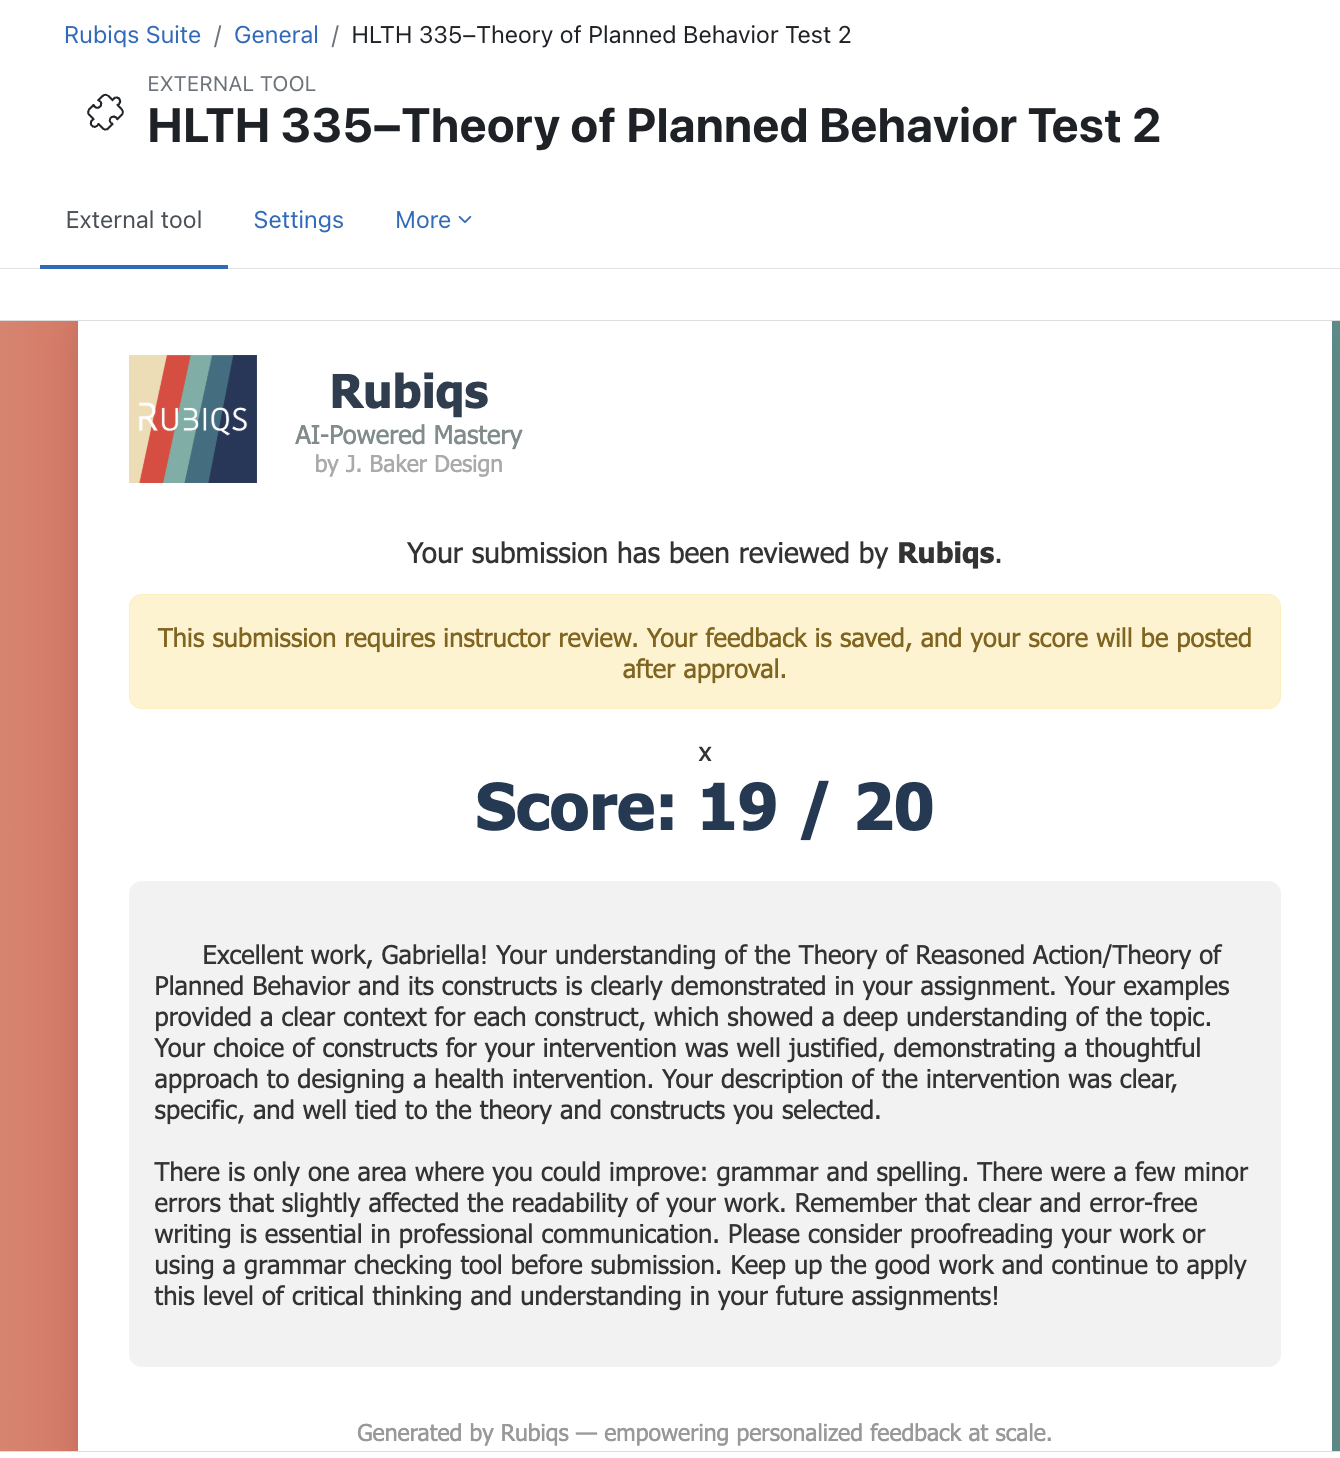 Rubiqs Suite / General / HLTH 335–Theory of Planned Behavior Test 2
EXTERNAL TOOL
HLTH 335–Theory of Planned Behavior Test 2
External tool Settings More
RUBIQS
Rubiqs
AI-Powered Mastery
by J. Baker Design
Your submission has been reviewed by Rubiqs.
This submission requires instructor review. Your feedback is saved, and your score will be posted
after approval.
x
Score: 19 / 20
Excellent work, Gabriella! Your understanding of the Theory of Reasoned Action/Theory of
Planned Behavior and its constructs is clearly demonstrated in your assignment. Your examples
provided a clear context for each construct, which showed a deep understanding of the topic.
Your choice of constructs for your intervention was well justified, demonstrating a thoughtful
approach to designing a health intervention. Your description of the intervention was clear,
specific, and well tied to the theory and constructs you selected.
There is only one area where you could improve: grammar and spelling. There were a few minor
errors that slightly affected the readability of your work. Remember that clear and error-free
writing is essential in professional communication. Please consider proofreading your work or
using a grammar checking tool before submission. Keep up the good work and continue to apply
this level of critical thinking and understanding in your future assignments!
Generated by Rubiqs — empowering personalized feedback at scale.